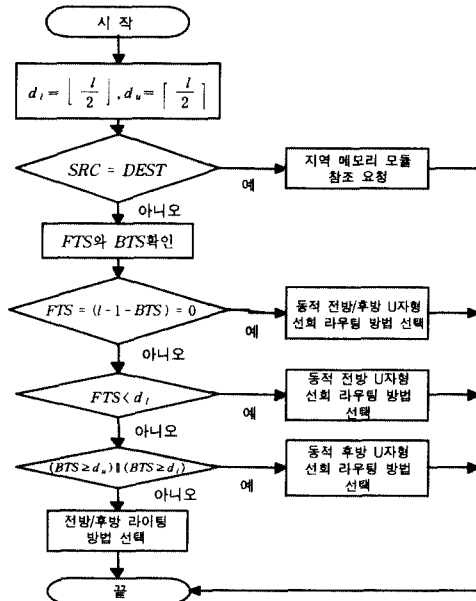 시 작
d_l = ⌊ l/2 ⌋ , d_u = ⌈ l/2 ⌉
SRC = DEST
예
지역 메모리 모듈
참조 요청
아니오
FTS와 BTS확인
FTS = (l-1-BTS) = 0
예
동적 전방/후방 U자형
선회 라우팅 방법 선택
아니오
FTS < d_l
예
동적 전방 U자형
선회 라우팅 방법
선택
아니오
(BTS ≥ d_u) || (BTS ≥ d_l)
예
동적 후방 U자형
선회 라우팅 방법
선택
아니오
전방/후방 라이팅
방법 선택
끝